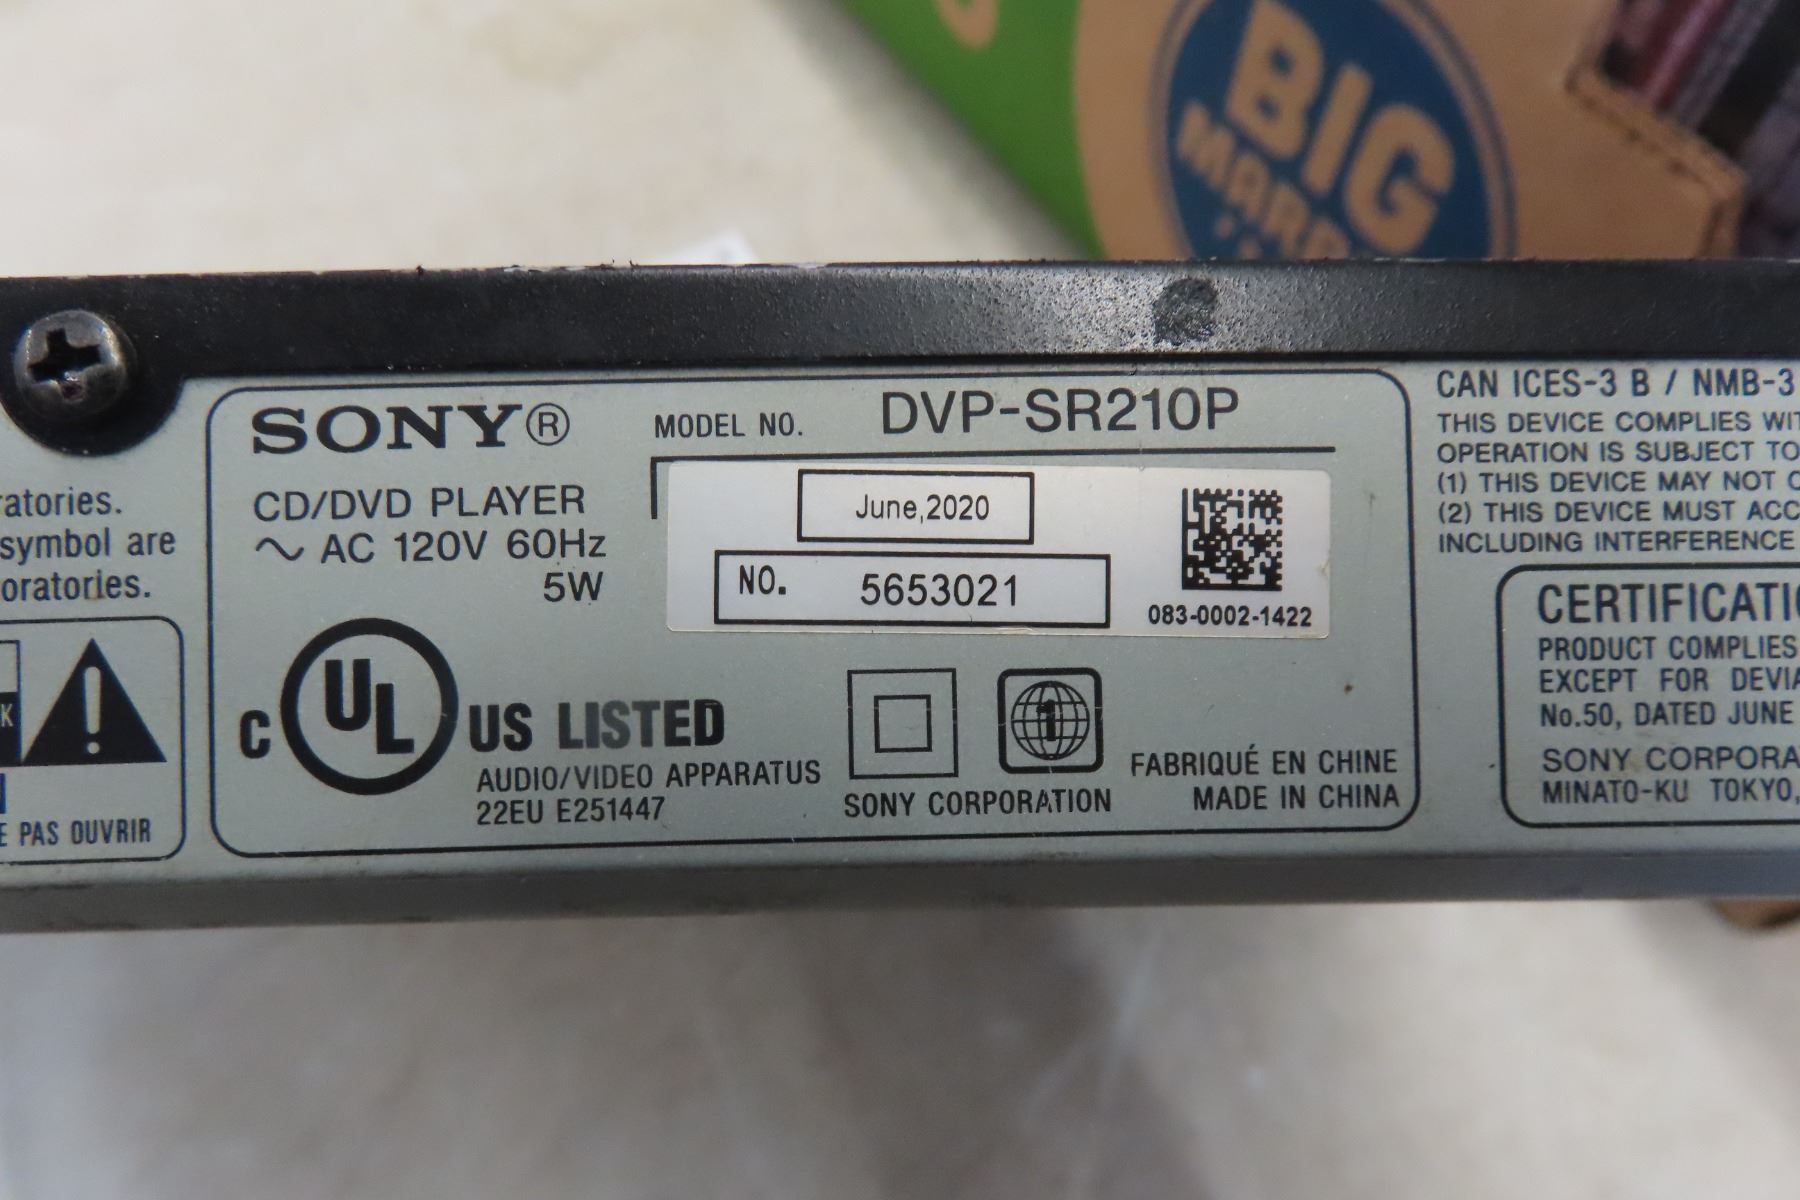 BIG
ratories.
symbol are
oratories.
K
E PAS OUVRIR
SONY®
CD/DVD PLAYER
~ AC 120V 60Hz
5W
MODEL NO. DVP-SR210P
June,2020
NO. 5653021
083-0002-1422
C UL US LISTED
AUDIO/VIDEO APPARATUS
22EU E251447
1
SONY CORPORATION
FABRIQUÉ EN CHINE
MADE IN CHINA
CAN ICES-3 B / NMB-3
THIS DEVICE COMPLIES WIT
OPERATION IS SUBJECT TO
(1) THIS DEVICE MAY NOT C
(2) THIS DEVICE MUST ACC
INCLUDING INTERFERENCE
CERTIFICATIO
PRODUCT COMPLIES
EXCEPT FOR DEVIA
No.50, DATED JUNE
SONY CORPORA
MINATO-KU TOKYO,